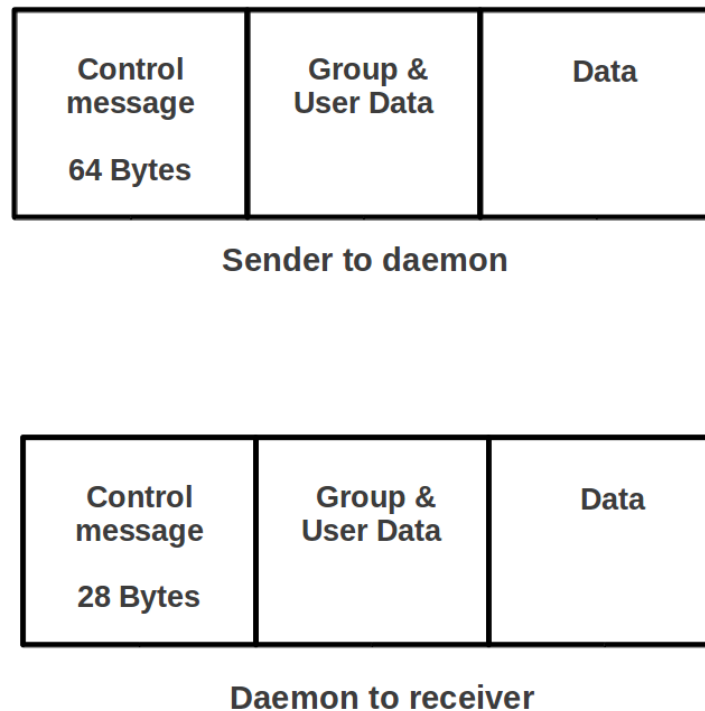 Control
message
64 Bytes
Group &
User Data
Data
Sender to daemon
Control
message
28 Bytes
Group &
User Data
Data
Daemon to receiver